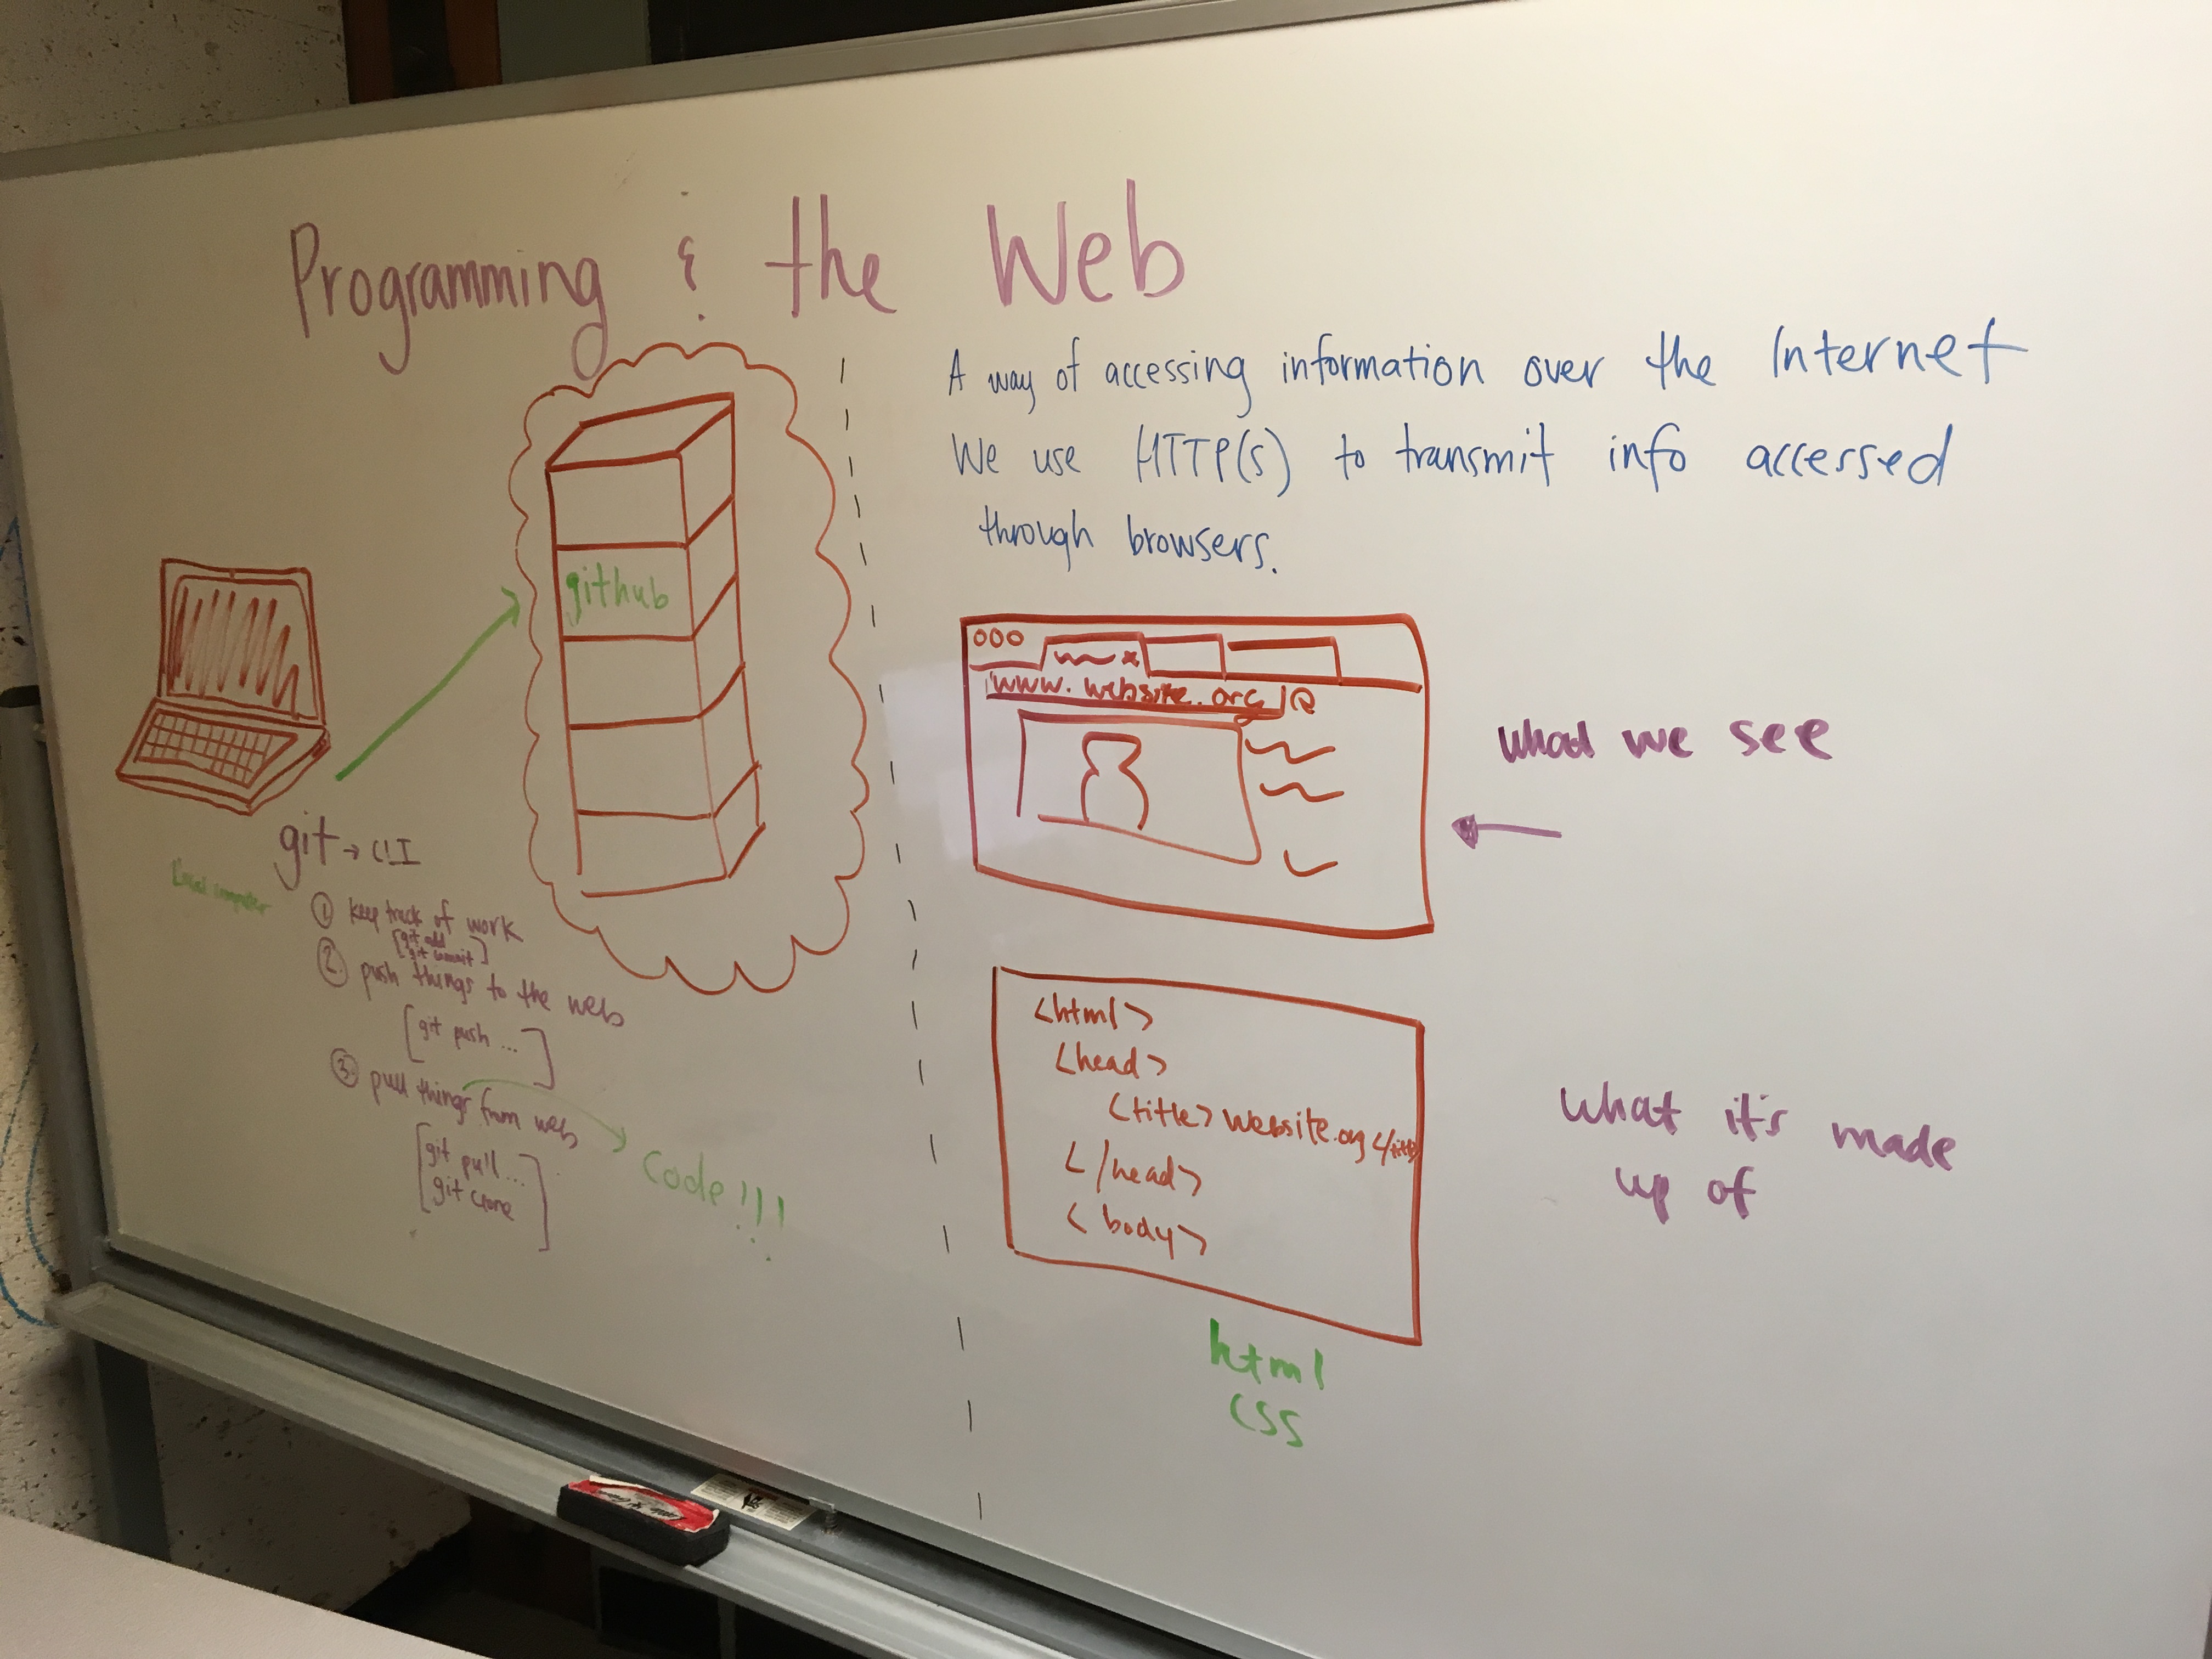 Programming & the Web
github
git → CLI
Local computer
① keep track of work
[git add
git commit]
② push things to the web
[git push ...]
③ pull things from web
[git pull...
git clone]
Code!!!
A way of accessing information over the Internet
We use HTTP(s) to transmit info accessed
through browsers.
www.website.org
what we see
<html>
<head>
<title> website.org </title>
</head>
<body>
what it's made
up of
html
css